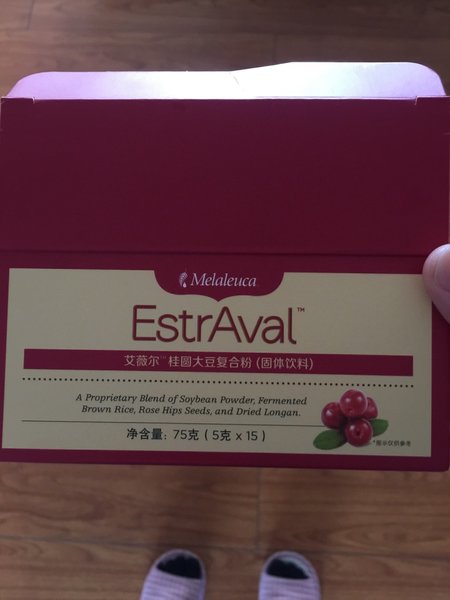 Melaleuca
EstrAval™
艾薇尔™桂圆大豆复合粉(固体饮料)
A Proprietary Blend of Soybean Powder, Fermented
Brown Rice, Rose Hips Seeds, and Dried Longan.
净含量: 75克 (5克 x 15)
*图示仅供参考